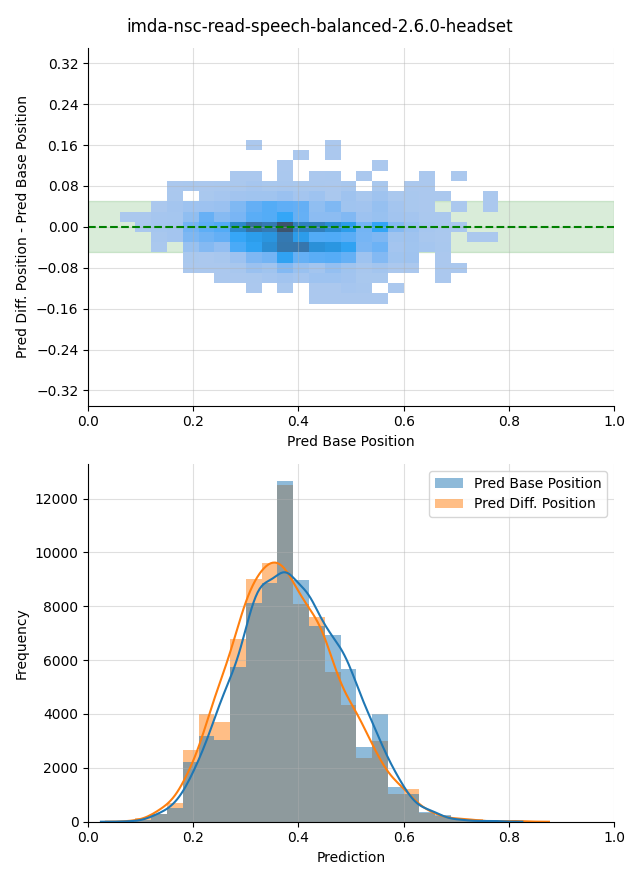 imda-nsc-read-speech-balanced-2.6.0-headset
Pred Diff. Position - Pred Base Position
0.32
0.24
0.16
0.08
0.00
−0.08
−0.16
−0.24
−0.32
0.0 0.2 0.4 0.6 0.8 1.0
Pred Base Position
Frequency
12000
10000
8000
6000
4000
2000
0
Pred Base Position
Pred Diff. Position
0.0 0.2 0.4 0.6 0.8 1.0
Prediction